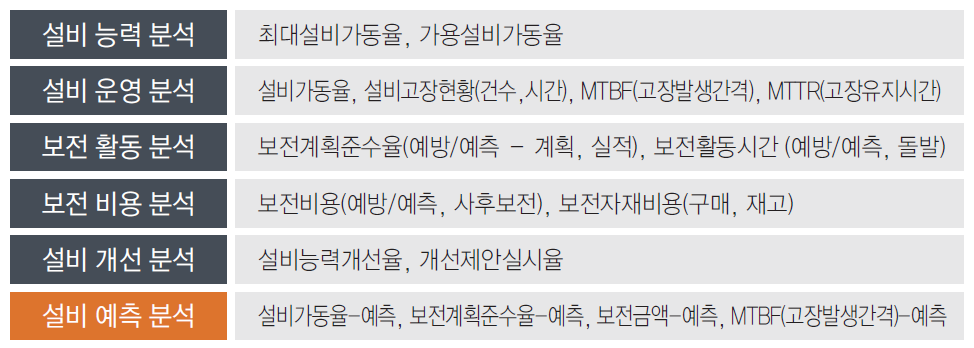 설비 능력 분석 최대설비가동율, 가용설비가동율
설비 운영 분석 설비가동율, 설비고장현황(건수,시간), MTBF(고장발생간격), MTTR(고장유지시간)
보전 활동 분석 보전계획준수율(예방/예측 - 계획, 실적), 보전활동시간 (예방/예측, 돌발)
보전 비용 분석 보전비용(예방/예측, 사후보전), 보전자재비용(구매, 재고)
설비 개선 분석 설비능력개선율, 개선제안실시율
설비 예측 분석 설비가동율-예측, 보전계획준수율-예측, 보전금액-예측, MTBF(고장발생간격)-예측